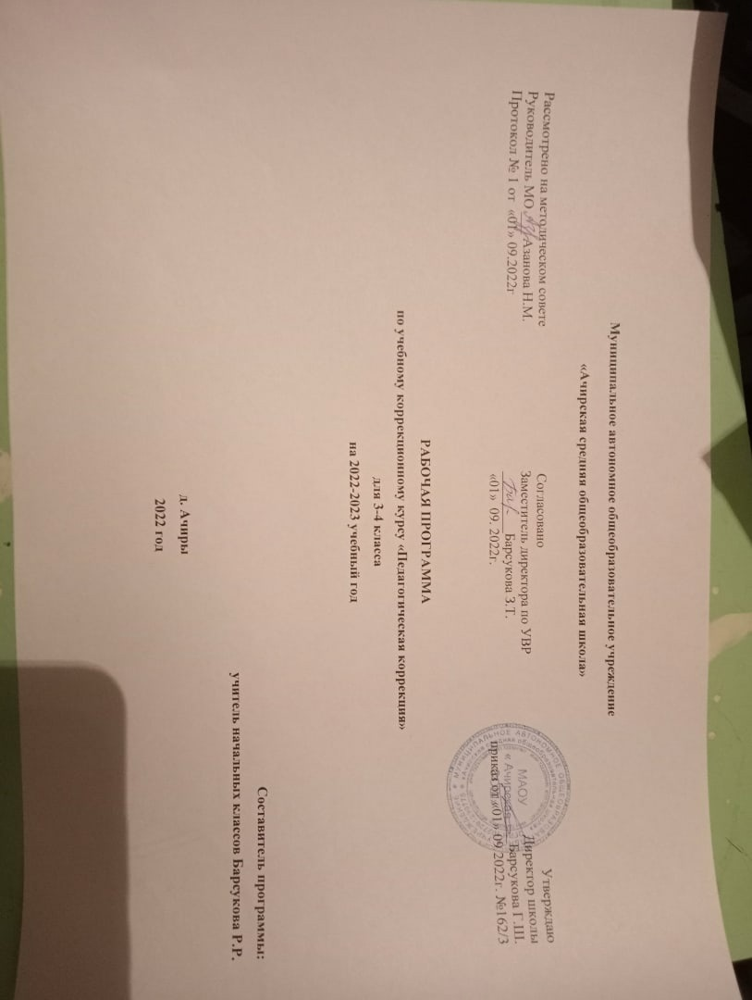 Муниципальное автономное общеобразовательное учреждение
«Ачирская средняя общеобразовательная школа»
Рассмотрено на методическом совете
Руководитель МО Азанова Н.М.
Протокол № 1 от «01» 09.2022г
Согласовано
Заместитель директора по УВР
Барсукова З.Т.
«01» 09. 2022г.
Утверждаю
Директор школы
Барсукова Г.Ш.
приказ от «01» 09 2022г. №162/3
МАОУ
« Ачирская
РАБОЧАЯ ПРОГРАММА
по учебному коррекционному курсу «Педагогическая коррекция»
для 3-4 класса
на 2022-2023 учебный год
Составитель программы:
учитель начальных классов Барсукова Р.Р.
д. Ачиры
2022 год